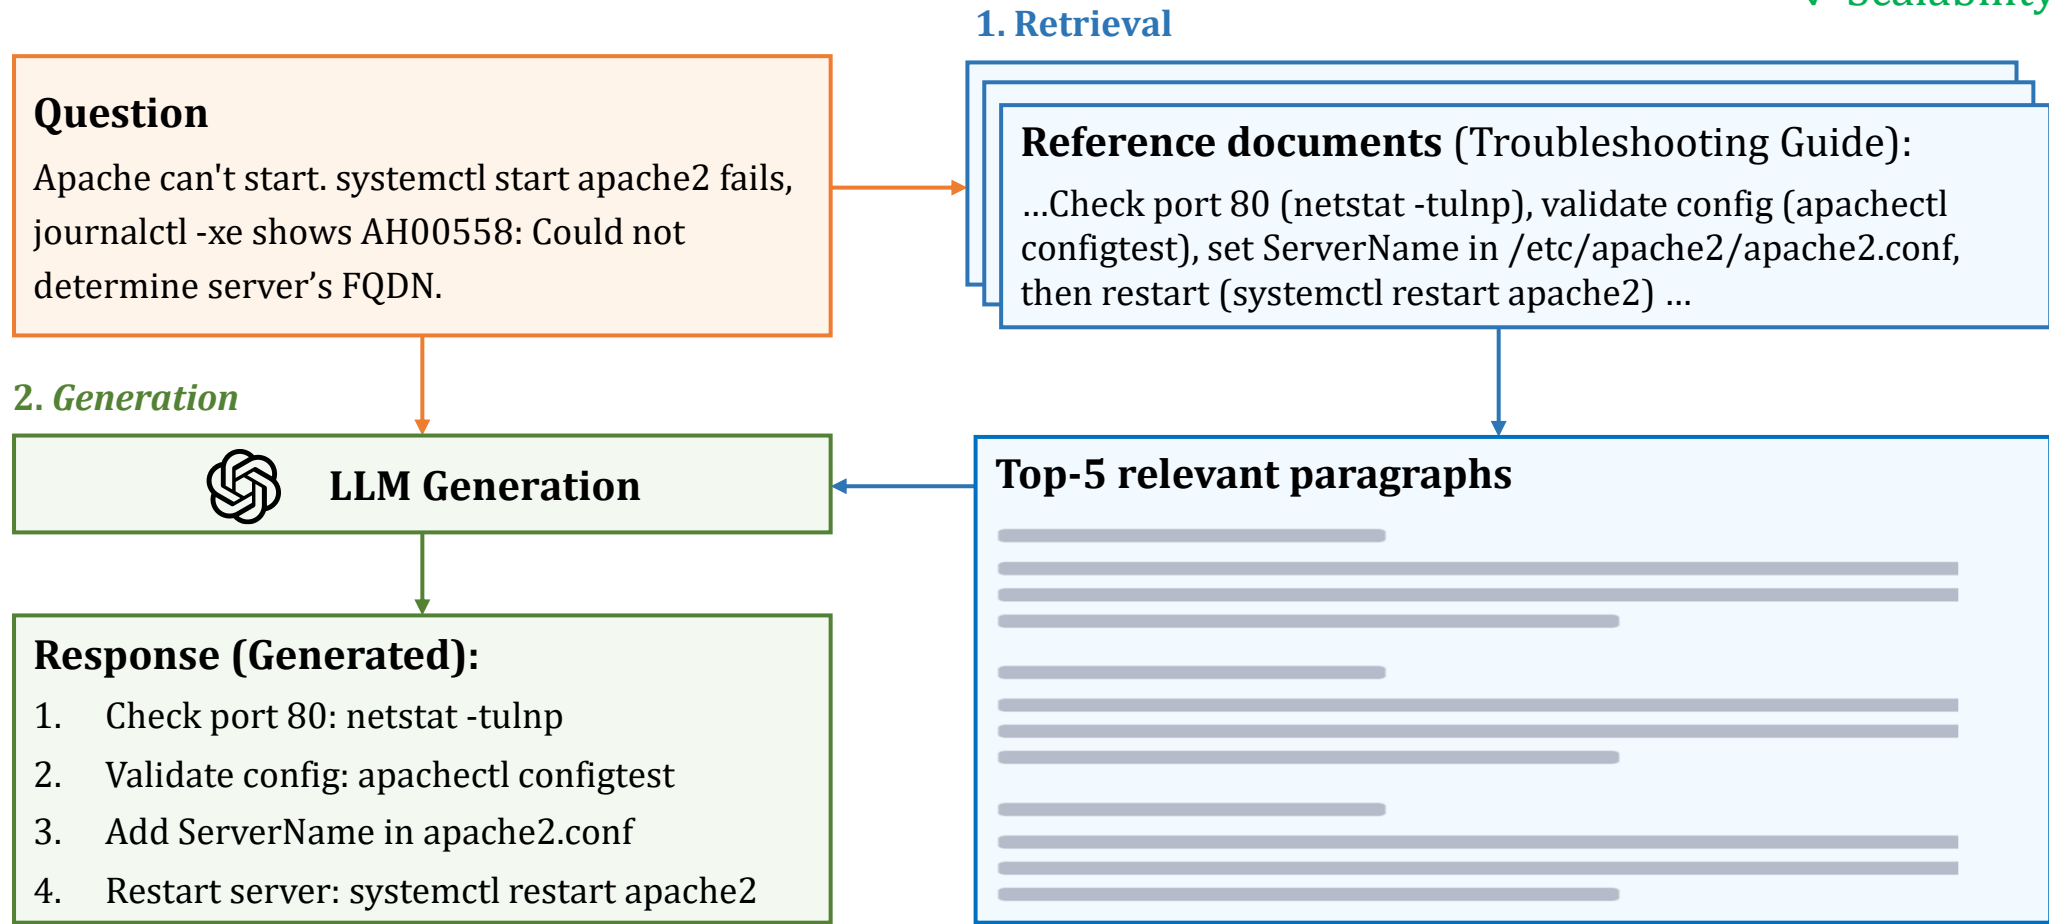 Scalability
1. Retrieval
Question
Apache can't start. systemctl start apache2 fails,
journalctl -xe shows AH00558: Could not
determine server’s FQDN.
Reference documents (Troubleshooting Guide):
...Check port 80 (netstat -tulnp), validate config (apachectl
configtest), set ServerName in /etc/apache2/apache2.conf,
then restart (systemctl restart apache2) ...
2. Generation
LLM Generation
Top-5 relevant paragraphs
Response (Generated):
1. Check port 80: netstat -tulnp
2. Validate config: apachectl configtest
3. Add ServerName in apache2.conf
4. Restart server: systemctl restart apache2